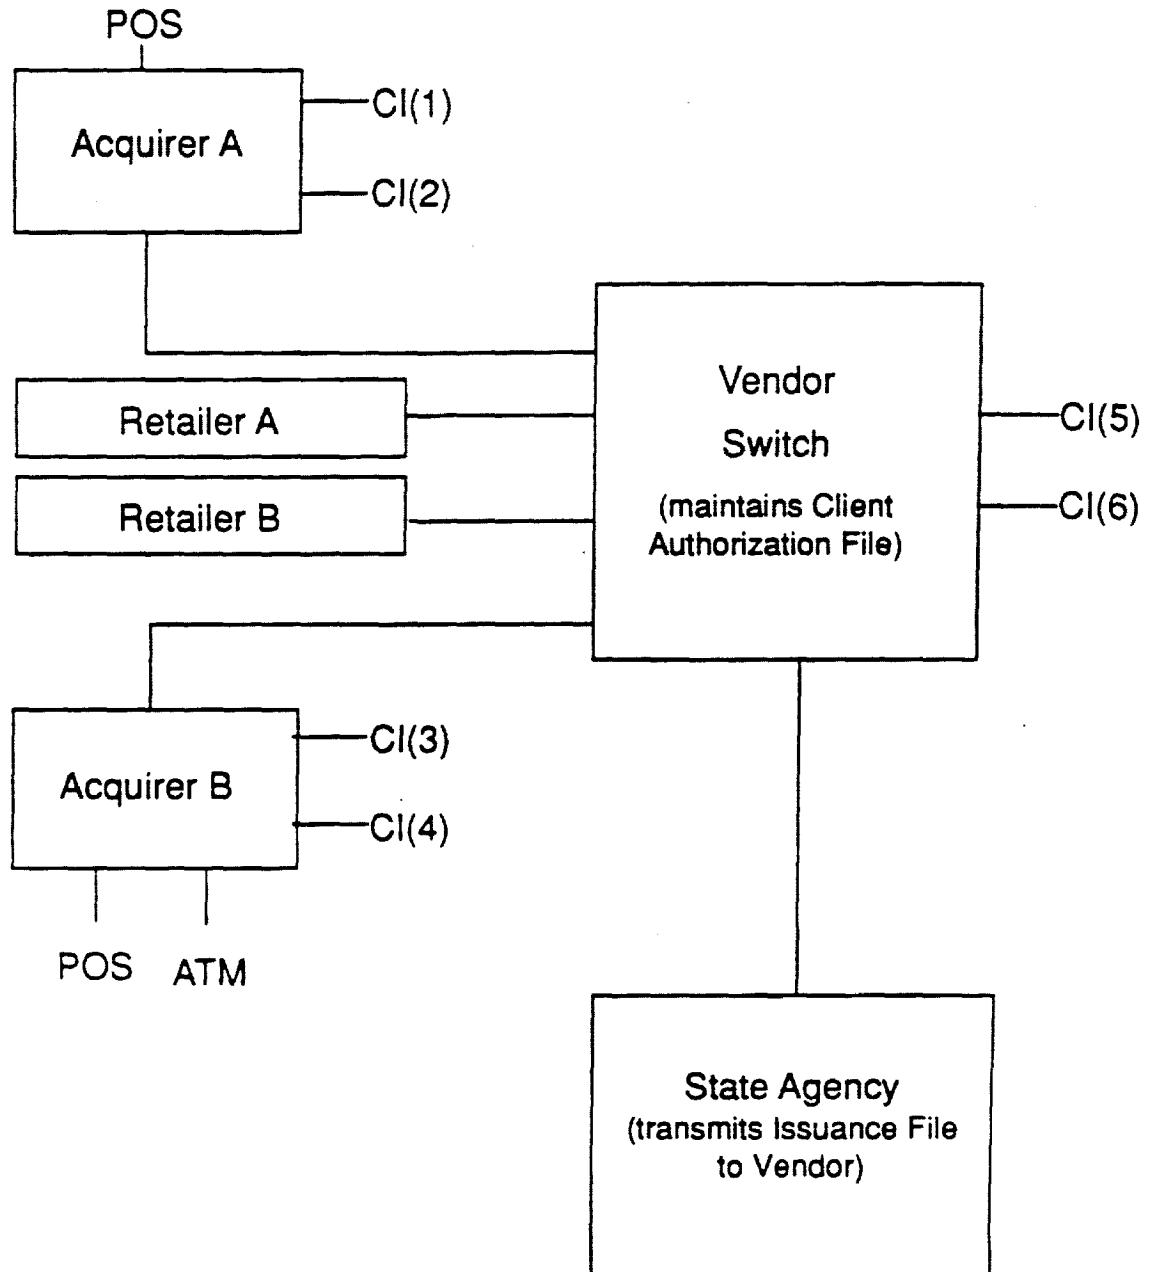 POS
Acquirer A
CI(1)
CI(2)
Vendor
Switch
(maintains Client
Authorization File)
CI(5)
CI(6)
Retailer A
Retailer B
Acquirer B
CI(3)
CI(4)
POS
ATM
State Agency
(transmits Issuance File
to Vendor)